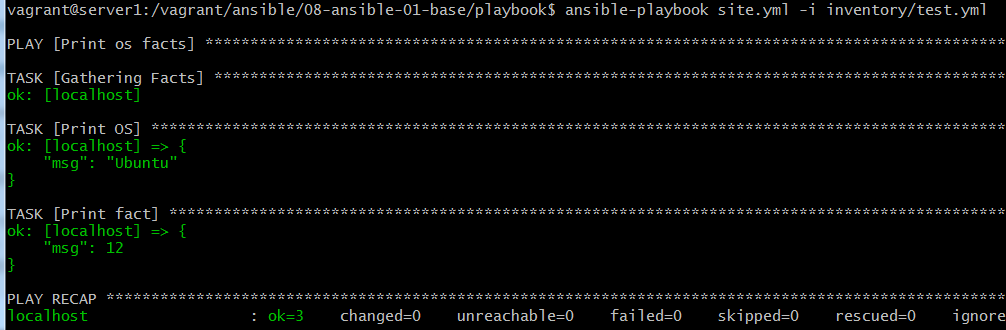 vagrant@server1:/vagrant/ansible/08-ansible-01-base/playbook$ ansible-playbook site.yml -i inventory/test.yml
PLAY [Print os facts] *****************************************************************************************
TASK [Gathering Facts] ****************************************************************************************
ok: [localhost]
TASK [Print OS] ***********************************************************************************************
ok: [localhost] => {
    "msg": "Ubuntu"
}
TASK [Print fact] *********************************************************************************************
ok: [localhost] => {
    "msg": 12
}
PLAY RECAP ****************************************************************************************************
localhost                  : ok=3    changed=0    unreachable=0    failed=0    skipped=0    rescued=0    ignore